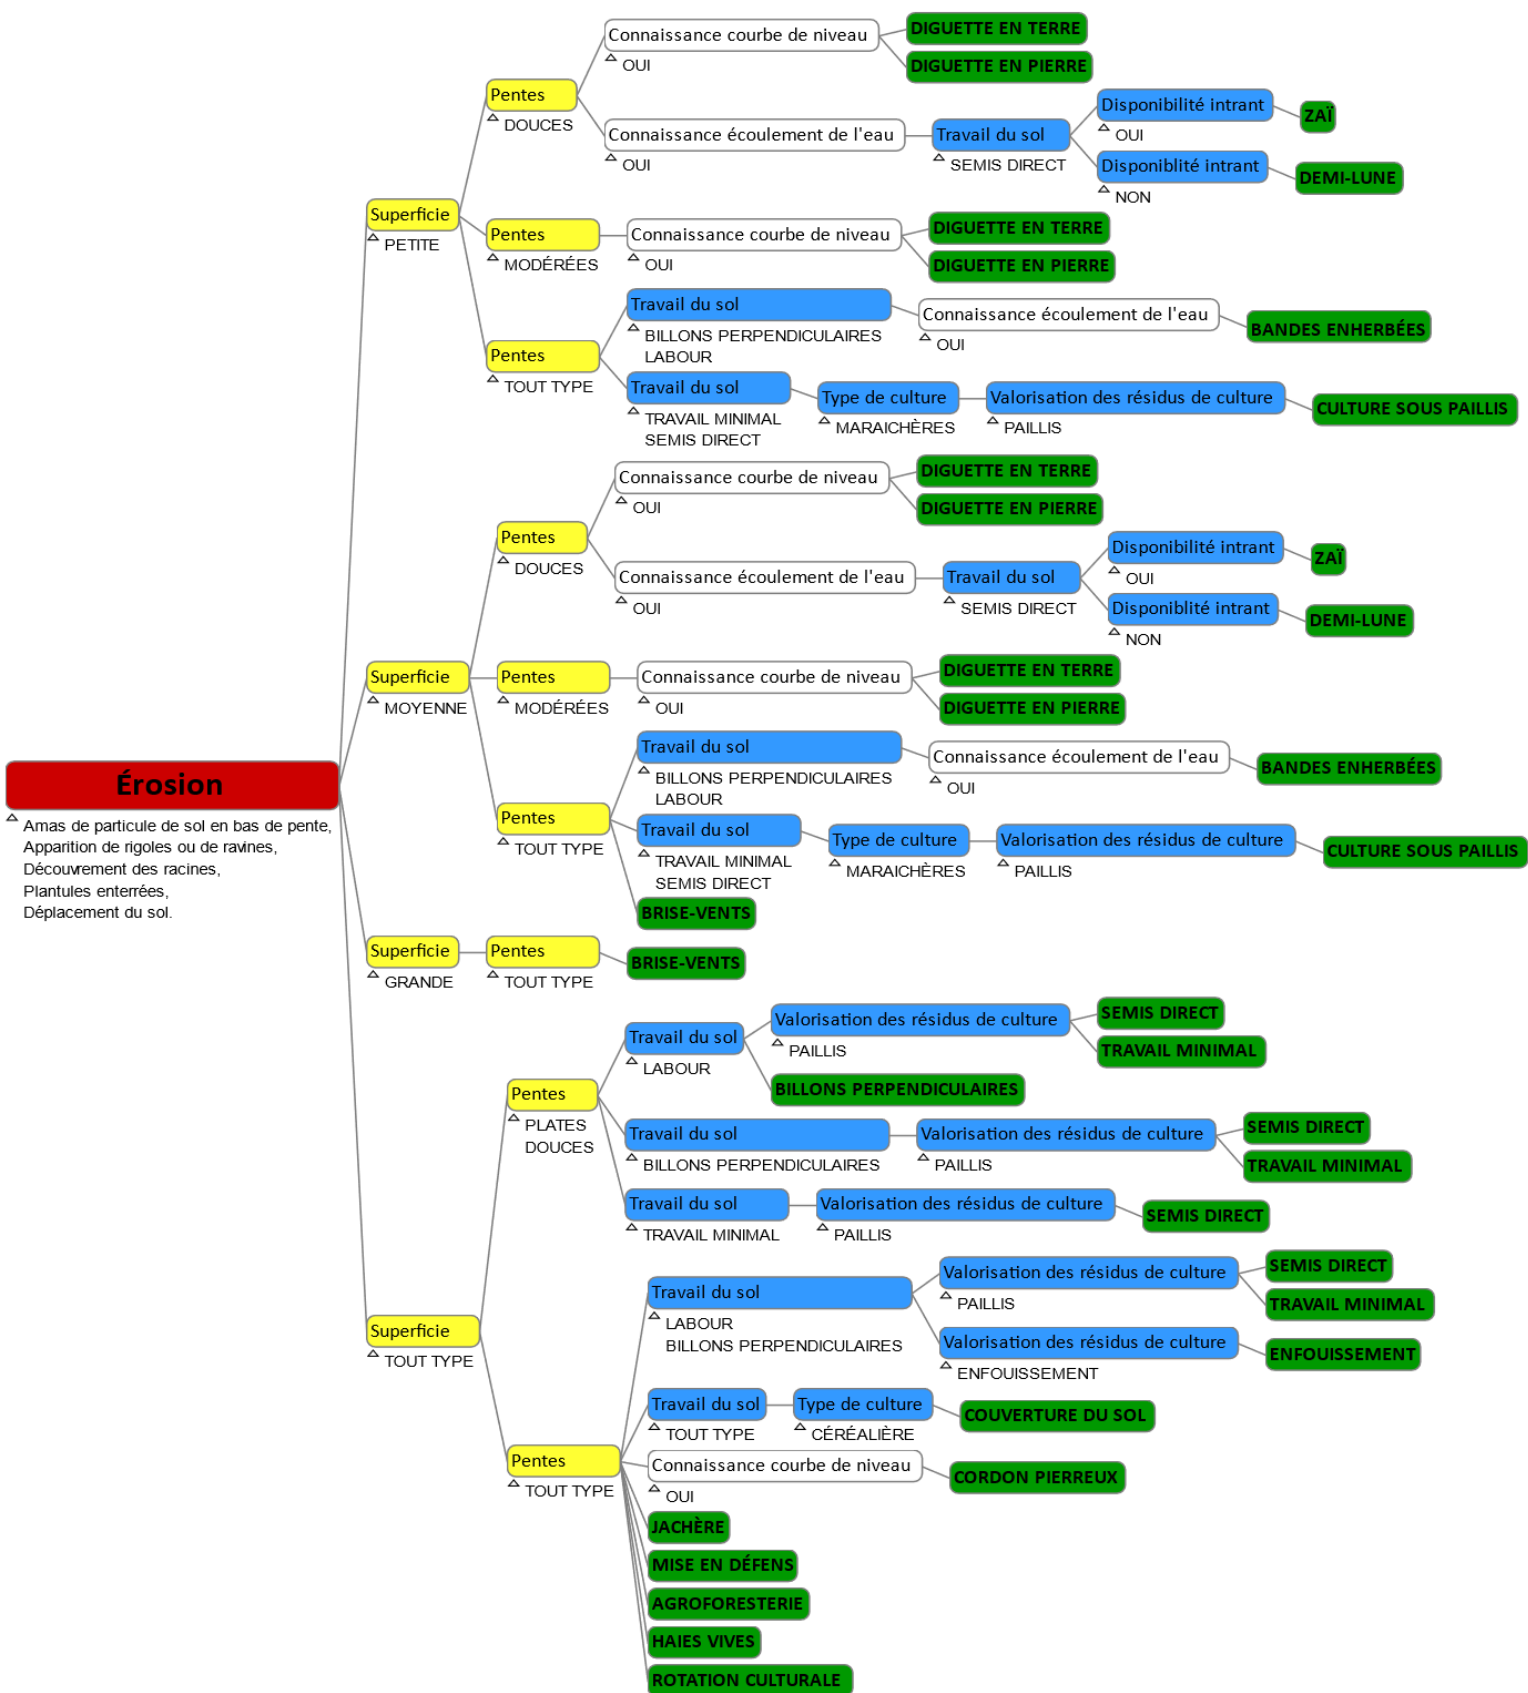 Érosion
Amas de particule de sol en bas de pente,
Apparition de rigoles ou de ravines,
Découvrement des racines,
Plantules enterrées,
Déplacement du sol.
Superficie
PETITE
Pentes
DOUCES
Connaissance courbe de niveau
OUI
DIGUETTE EN TERRE
DIGUETTE EN PIERRE
Connaissance écoulement de l'eau
OUI
Travail du sol
SEMIS DIRECT
Disponibilité intrant
OUI
ZAÏ
Disponiblité intrant
NON
DEMI-LUNE
Pentes
MODÉRÉES
Connaissance courbe de niveau
OUI
DIGUETTE EN TERRE
DIGUETTE EN PIERRE
Pentes
TOUT TYPE
Travail du sol
BILLONS PERPENDICULAIRES
LABOUR
Connaissance écoulement de l'eau
OUI
BANDES ENHERBÉES
Travail du sol
TRAVAIL MINIMAL
SEMIS DIRECT
Type de culture
MARAICHÈRES
Valorisation des résidus de culture
PAILLIS
CULTURE SOUS PAILLIS
Superficie
MOYENNE
Pentes
DOUCES
Connaissance courbe de niveau
OUI
DIGUETTE EN TERRE
DIGUETTE EN PIERRE
Connaissance écoulement de l'eau
OUI
Travail du sol
SEMIS DIRECT
Disponibilité intrant
OUI
ZAÏ
Disponiblité intrant
NON
DEMI-LUNE
Pentes
MODÉRÉES
Connaissance courbe de niveau
OUI
DIGUETTE EN TERRE
DIGUETTE EN PIERRE
Pentes
TOUT TYPE
Travail du sol
BILLONS PERPENDICULAIRES
LABOUR
Connaissance écoulement de l'eau
OUI
BANDES ENHERBÉES
Travail du sol
TRAVAIL MINIMAL
SEMIS DIRECT
Type de culture
MARAICHÈRES
Valorisation des résidus de culture
PAILLIS
CULTURE SOUS PAILLIS
BRISE-VENTS
Superficie
GRANDE
Pentes
TOUT TYPE
BRISE-VENTS
Superficie
TOUT TYPE
Pentes
PLATES
DOUCES
Travail du sol
LABOUR
Valorisation des résidus de culture
PAILLIS
SEMIS DIRECT
TRAVAIL MINIMAL
BILLONS PERPENDICULAIRES
Travail du sol
BILLONS PERPENDICULAIRES
Valorisation des résidus de culture
PAILLIS
SEMIS DIRECT
TRAVAIL MINIMAL
Travail du sol
TRAVAIL MINIMAL
Valorisation des résidus de culture
PAILLIS
SEMIS DIRECT
Pentes
TOUT TYPE
Travail du sol
LABOUR
BILLONS PERPENDICULAIRES
Valorisation des résidus de culture
PAILLIS
SEMIS DIRECT
TRAVAIL MINIMAL
Valorisation des résidus de culture
ENFOUISSEMENT
ENFOUISSEMENT
Travail du sol
TOUT TYPE
Type de culture
CÉRÉALIÈRE
COUVERTURE DU SOL
Connaissance courbe de niveau
OUI
CORDON PIERREUX
JACHÈRE
MISE EN DÉFENS
AGROFORESTERIE
HAIES VIVES
ROTATION CULTURALE